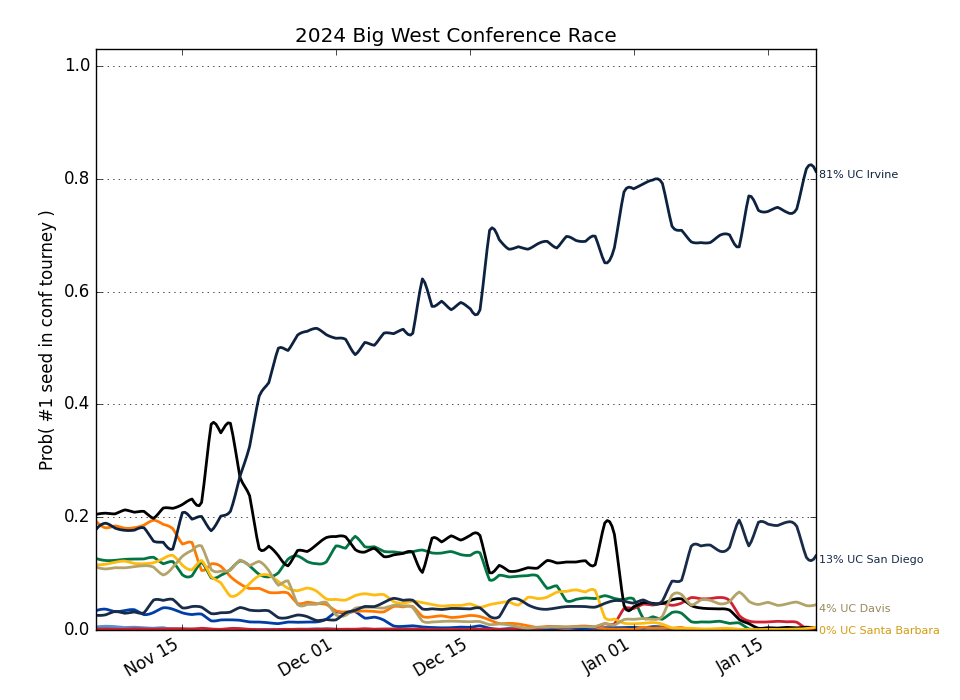 2024 Big West Conference Race
Prob( #1 seed in conf tourney )
1.0
0.8
0.6
0.4
0.2
0.0
81% UC Irvine
13% UC San Diego
4% UC Davis
0% UC Santa Barbara
Nov 15
Dec 01
Dec 15
Jan 01
Jan 15